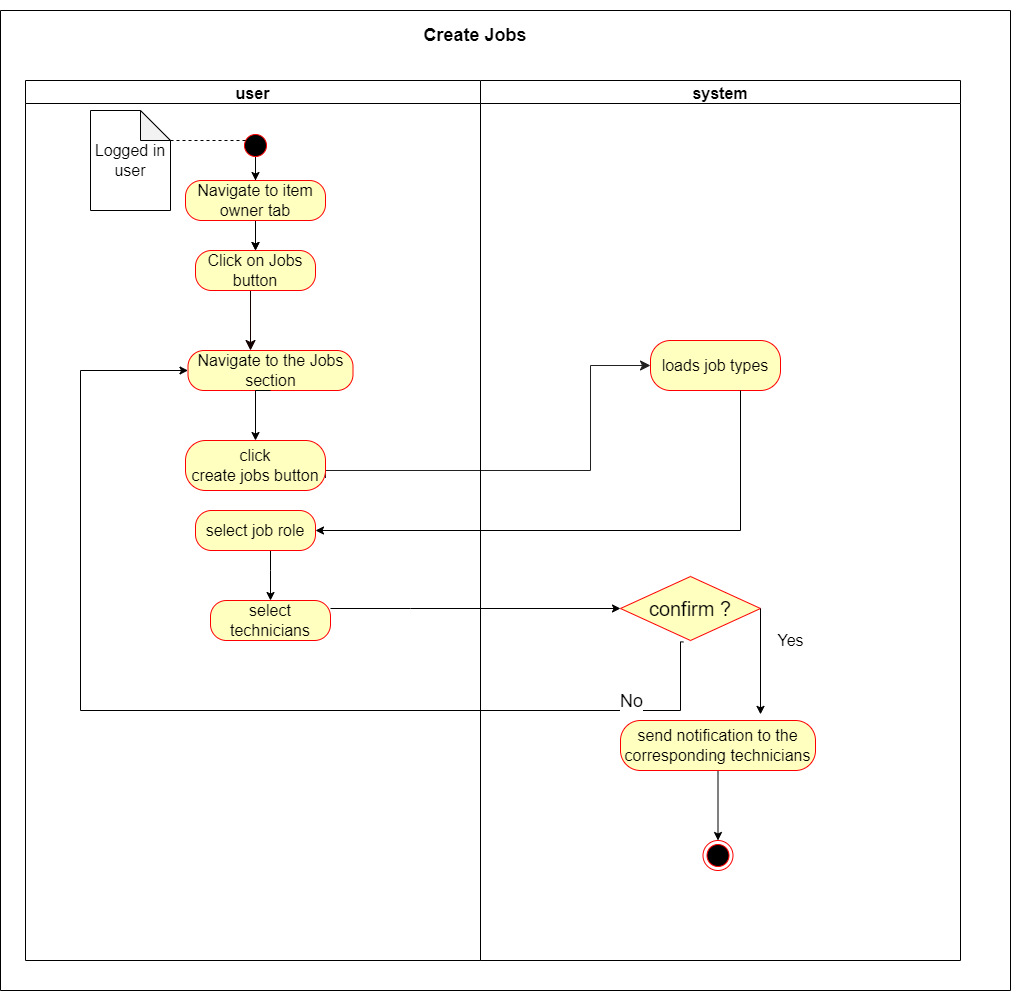 Create Jobs
user
system
Logged in
user
Navigate to item
owner tab
Click on Jobs
button
Navigate to the Jobs
section
loads job types
click
create jobs button
select job role
select
technicians
confirm ?
Yes
No
send notification to the
corresponding technicians